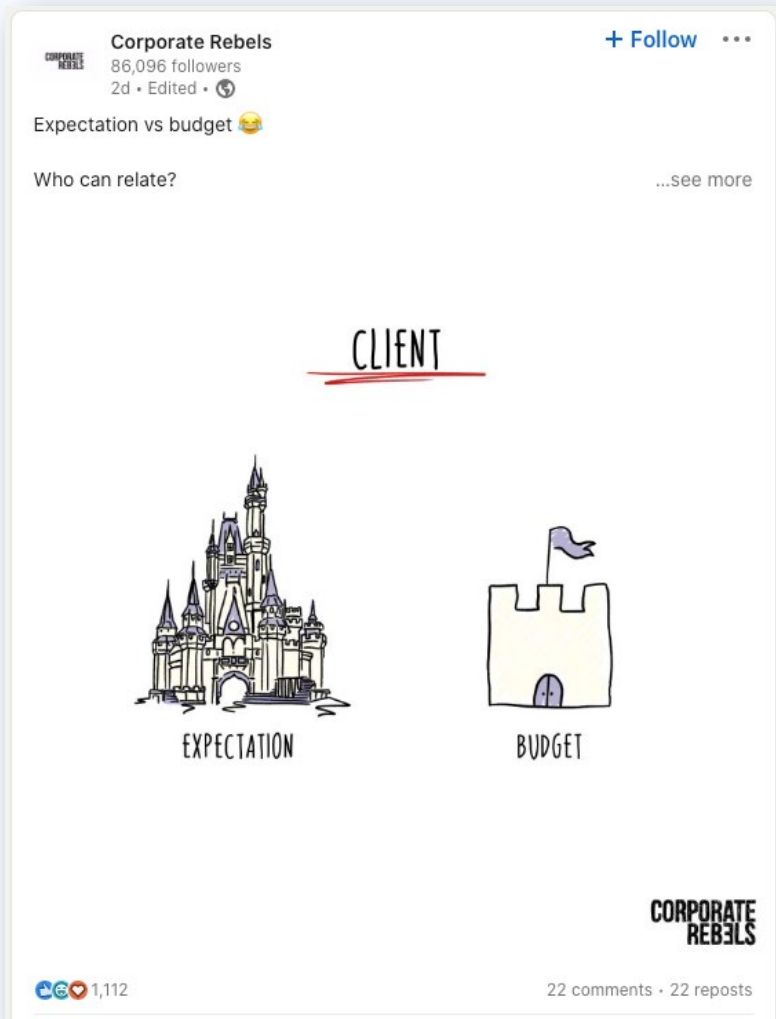 CORPORATE
REBELS
Corporate Rebels
86,096 followers
2d • Edited •
+ Follow
Expectation vs budget 😂
Who can relate?
...see more
CLIENT
EXPECTATION
BUDGET
CORPORATE
REBELS
1,112
22 comments • 22 reposts